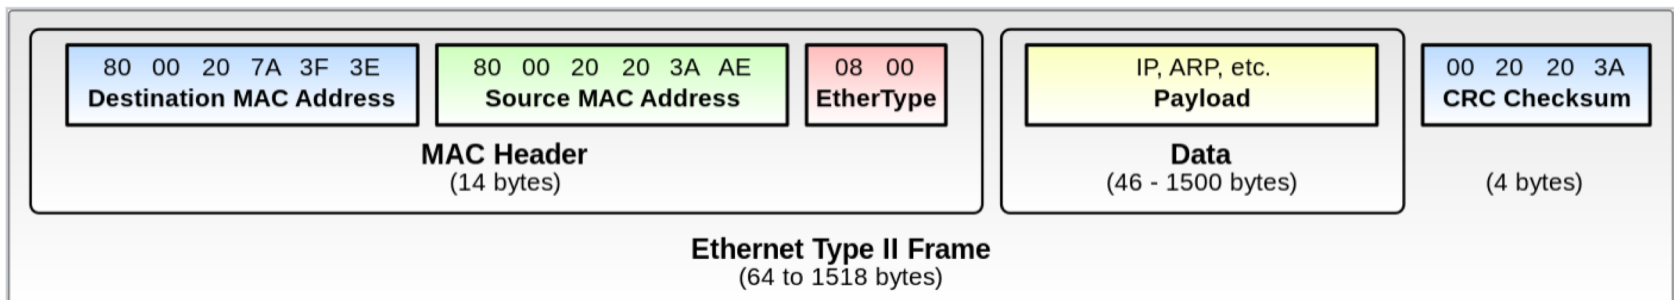 80 00 20 7A 3F 3E
Destination MAC Address
80 00 20 20 3A AE
Source MAC Address
08 00
EtherType
MAC Header
(14 bytes)
IP, ARP, etc.
Payload
Data
(46 - 1500 bytes)
00 20 20 3A
CRC Checksum
(4 bytes)
Ethernet Type II Frame
(64 to 1518 bytes)